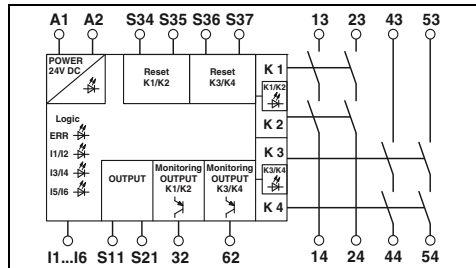 A1 A2 S34 S35 S36 S37 13 23 43 53
POWER
24V DC
Reset
K1/K2
Reset
K3/K4
K 1
K1/K2
K 2
Logic
ERR
I1/I2
I3/I4
I5/I6
K 3
K3/K4
K 4
OUTPUT
Monitoring
OUTPUT
K1/K2
Monitoring
OUTPUT
K3/K4
I1...I6 S11 S21 32 62 14 24 44 54